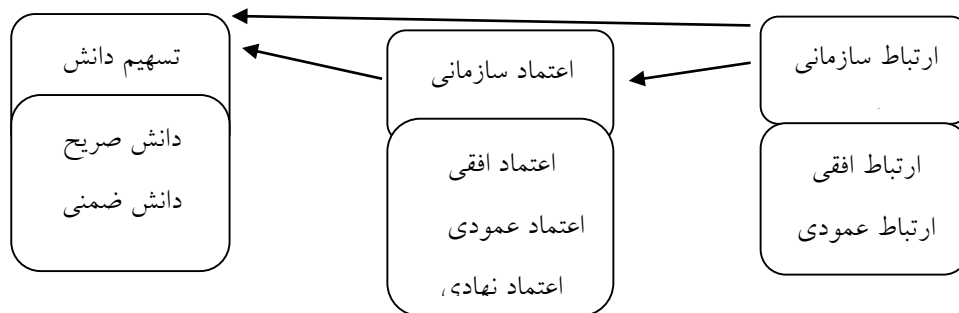 ارتباط سازمانی
ارتباط افقی
ارتباط عمودی
اعتماد سازمانی
اعتماد افقی
اعتماد عمودی
اعتماد نهادی
تسهیم دانش
دانش صریح
دانش ضمنی